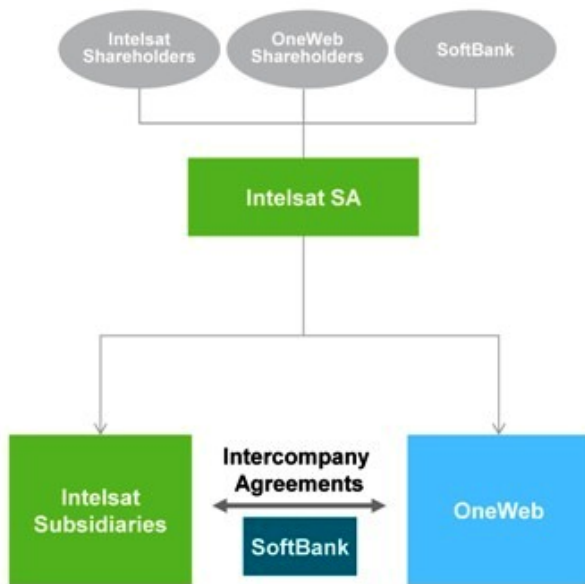 Intelsat
Shareholders
OneWeb
Shareholders
SoftBank
Intelsat SA
Intelsat
Subsidiaries
Intercompany
Agreements
SoftBank
OneWeb